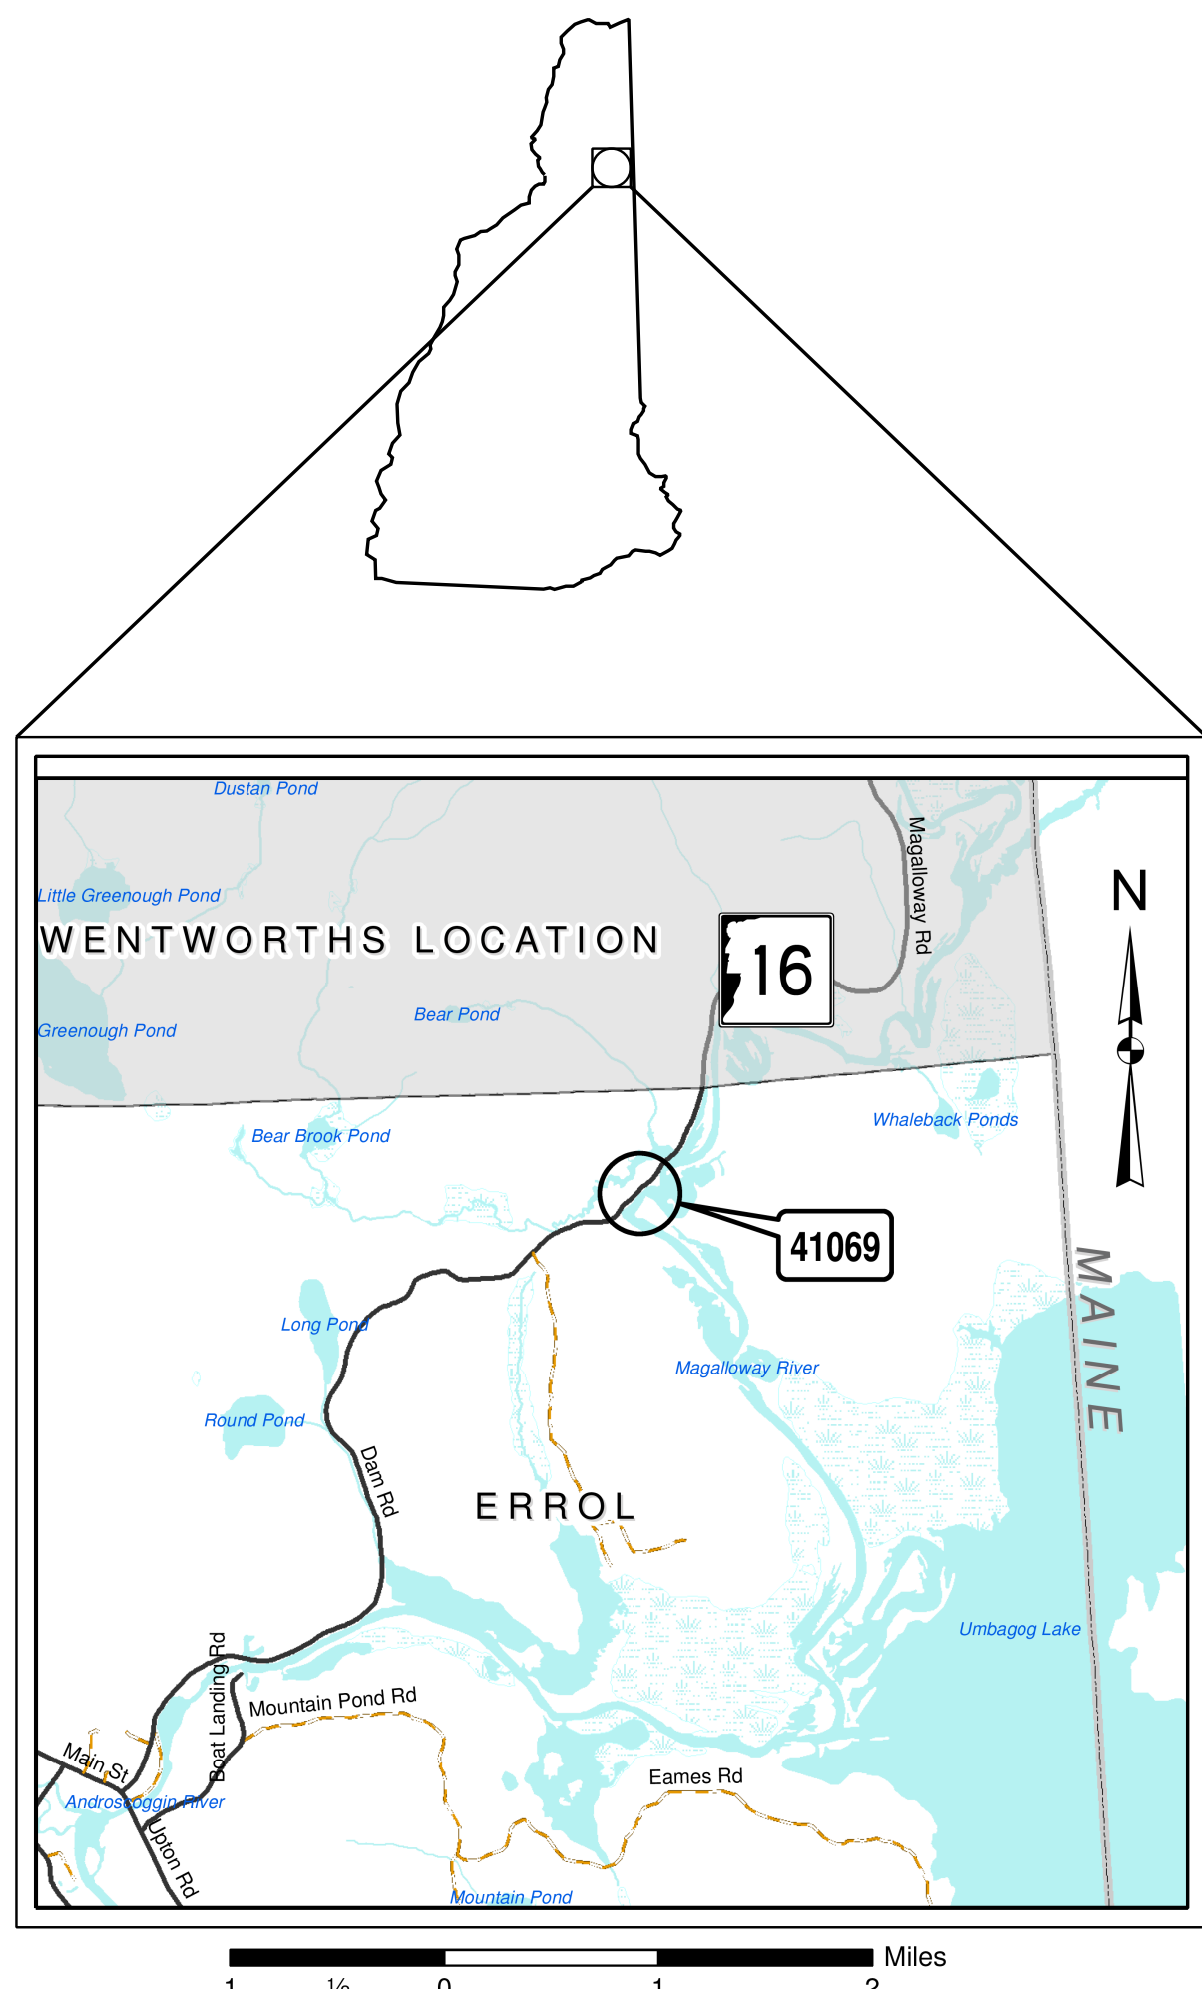 Dustan Pond
Magalloway Rd
N
Little Greenough Pond
WENTWORTHS LOCATION
16
Bear Pond
Greenough Pond
Whaleback Ponds
Bear Brook Pond
41069
MAINE
Long Pond
Magalloway River
Round Pond
Dam Rd
ERROL
Umbagog Lake
Boat Landing Rd
Mountain Pond Rd
Main St
Eames Rd
Androscoggin River
Upton Rd
Mountain Pond
Miles
1 ½ 0 1 2